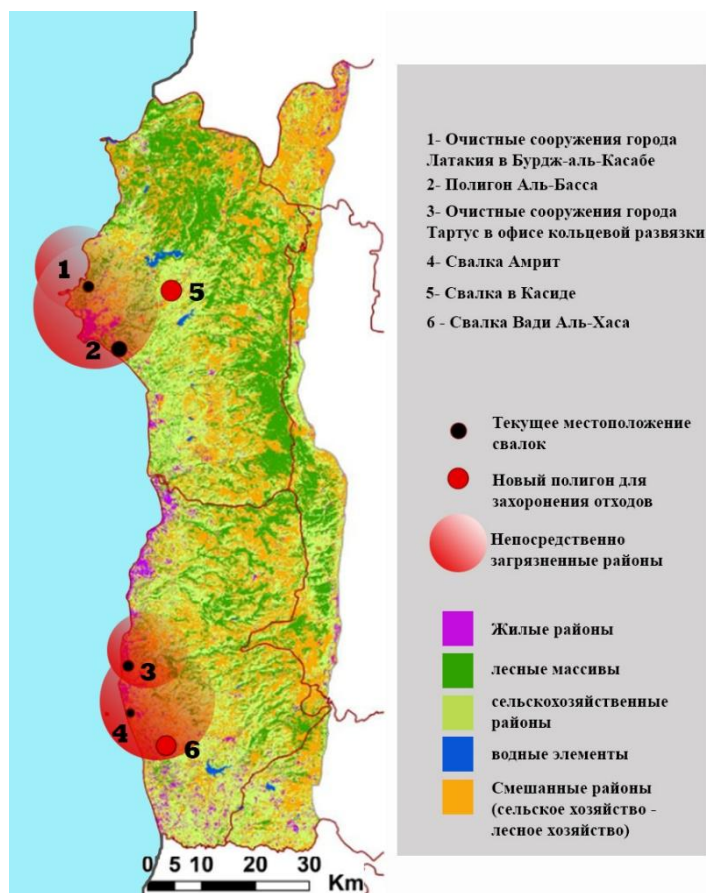 1- Очистные сооружения города
Латакия в Бурдж-аль-Касабе
2- Полигон Аль-Басса
3- Очистные сооружения города
Тартус в офисе кольцевой развязки
4- Свалка Амрит
5- Свалка в Касиде
6 - Свалка Вади Аль-Хаса
Текущее местоположение
свалок
Новый полигон для
захоронения отходов
Непосредственно
загрязненные районы
Жилые районы
лесные массивы
сельскохозяйственные
районы
водные элементы
Смешанные районы
(сельское хозяйство -
лесное хозяйство)
1
5
2
3
4
6
0 5 10 20 30
Km